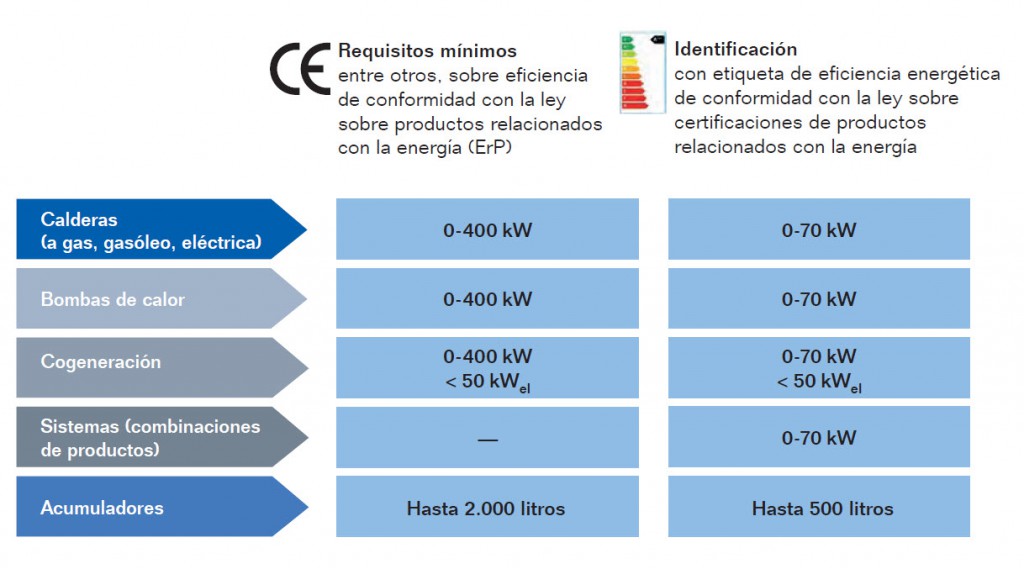 CE
Requisitos mínimos
entre otros, sobre eficiencia
de conformidad con la ley
sobre productos relacionados
con la energía (ErP)
Identificación
con etiqueta de eficiencia energética
de conformidad con la ley sobre
certificaciones de productos
relacionados con la energía
Calderas
(a gas, gasóleo, eléctrica)
0-400 kW
0-70 kW
Bombas de calor
0-400 kW
0-70 kW
Cogeneración
0-400 kW
< 50 kWel
0-70 kW
< 50 kWel
Sistemas (combinaciones
de productos)
—
0-70 kW
Acumuladores
Hasta 2.000 litros
Hasta 500 litros